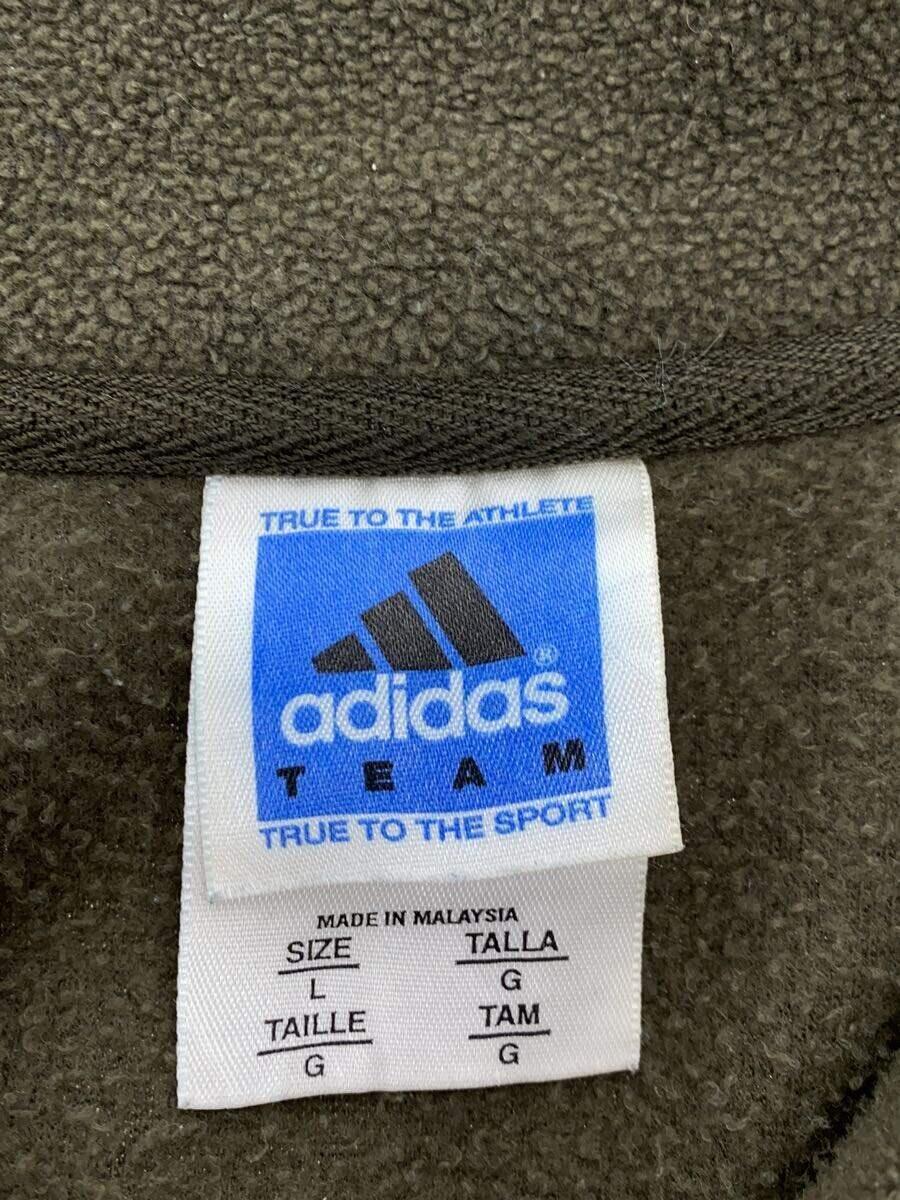 TRUE TO THE ATHLETE
®
adidas
TEAM
TRUE TO THE SPORT
MADE IN MALAYSIA
SIZE TALLA
L G
TAILLE TAM
G G